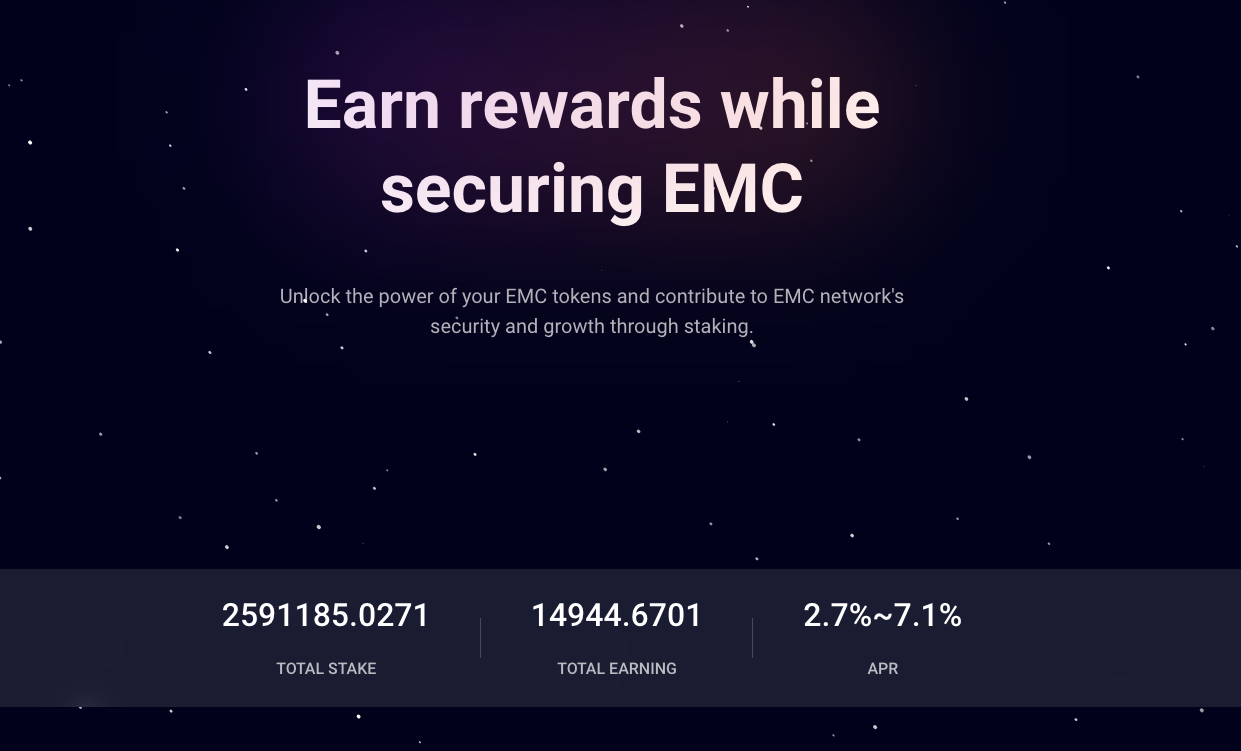 Earn rewards while
securing EMC
Unlock the power of your EMC tokens and contribute to EMC network's
security and growth through staking.
2591185.0271
TOTAL STAKE
14944.6701
TOTAL EARNING
2.7%~7.1%
APR